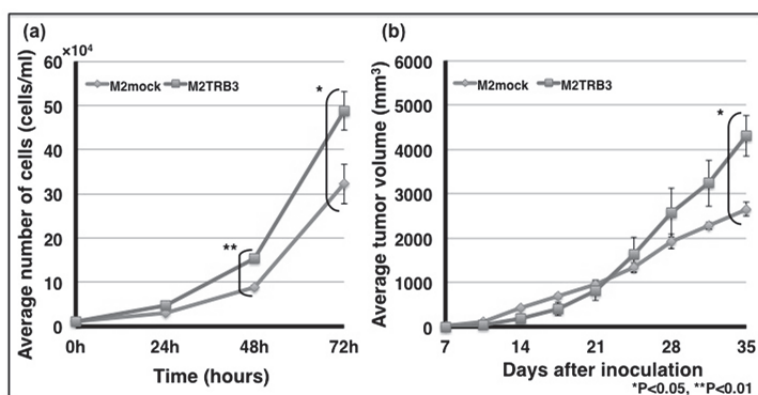 (a)
×10⁴
Average number of cells (cells/ml)
60
50
40
30
20
10
0
M2mock
M2TRB3
*
**
0h
24h
48h
72h
Time (hours)
(b)
Average tumor volume (mm³)
6000
5000
4000
3000
2000
1000
0
M2mock
M2TRB3
*
7
14
21
28
35
Days after inoculation
*P<0.05, **P<0.01